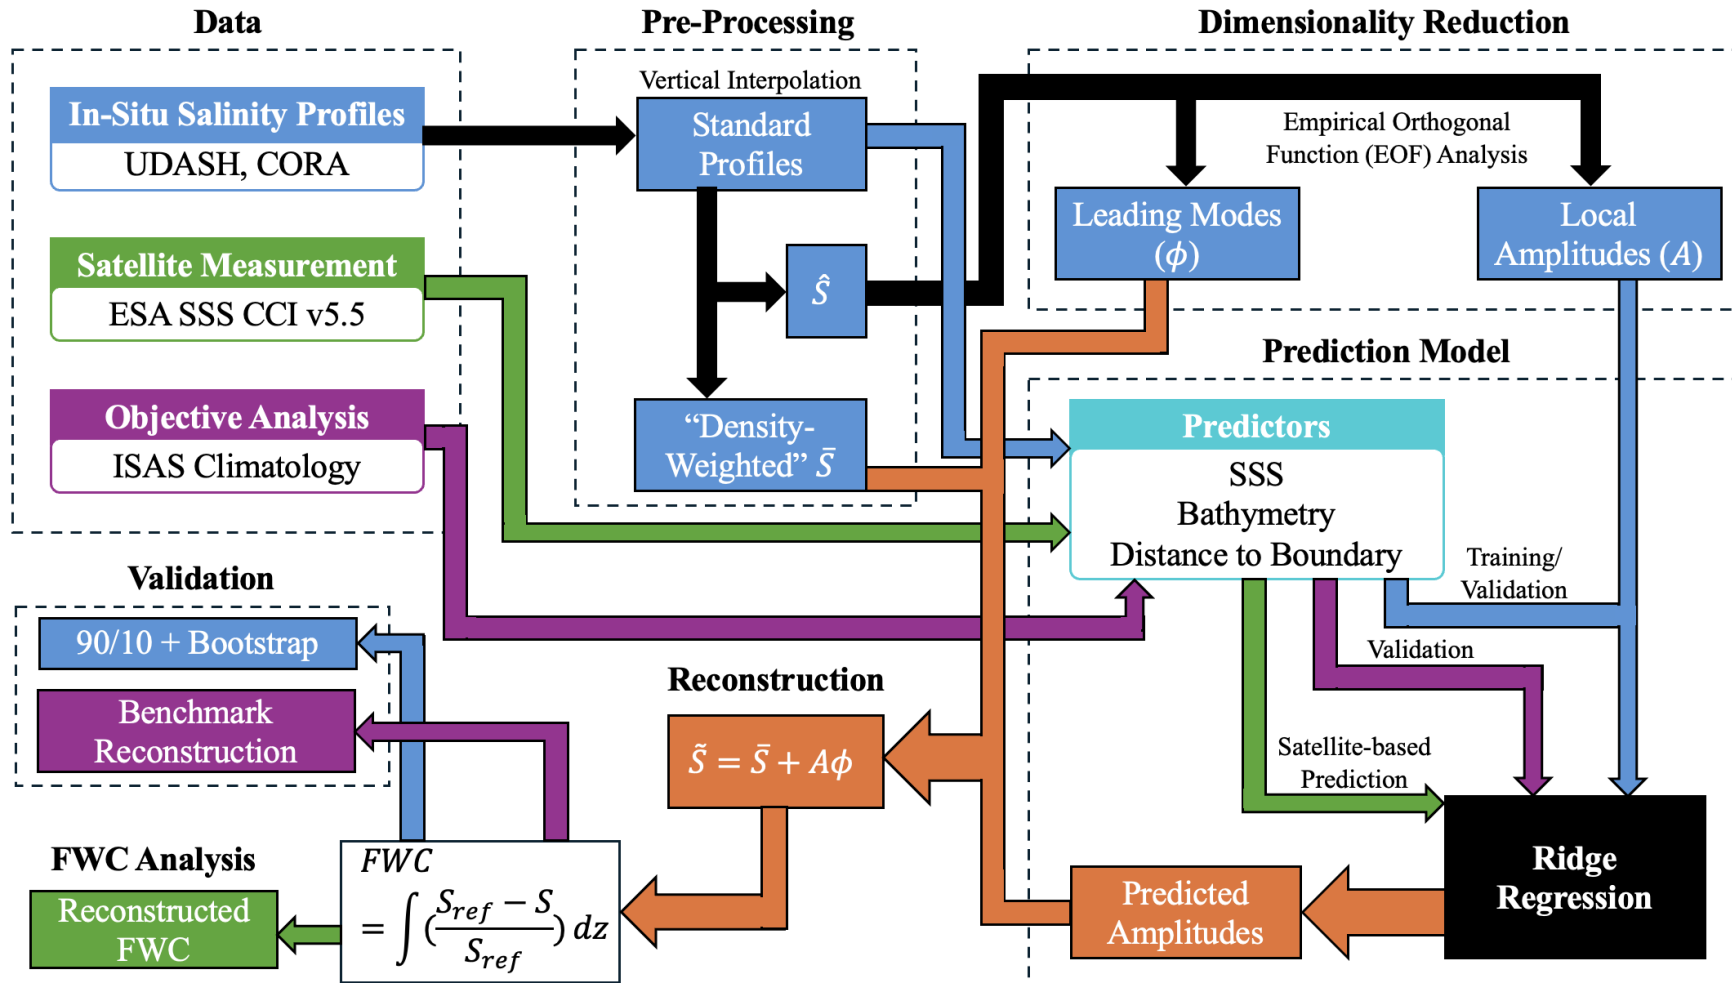 Data
In-Situ Salinity Profiles
UDASH, CORA
Satellite Measurement
ESA SSS CCI v5.5
Objective Analysis
ISAS Climatology
Pre-Processing
Vertical Interpolation
Standard
Profiles
Ŝ
“Density-
Weighted” S̄
Dimensionality Reduction
Empirical Orthogonal
Function (EOF) Analysis
Leading Modes
(ϕ)
Local
Amplitudes (A)
Prediction Model
Predictors
SSS
Bathymetry
Distance to Boundary
Training/
Validation
Validation
Satellite-based
Prediction
Ridge
Regression
Predicted
Amplitudes
Reconstruction
S̃ = S̄ + Aϕ
FWC
= ∫ (S_ref − S / S_ref) dz
Validation
90/10 + Bootstrap
Benchmark
Reconstruction
FWC Analysis
Reconstructed
FWC